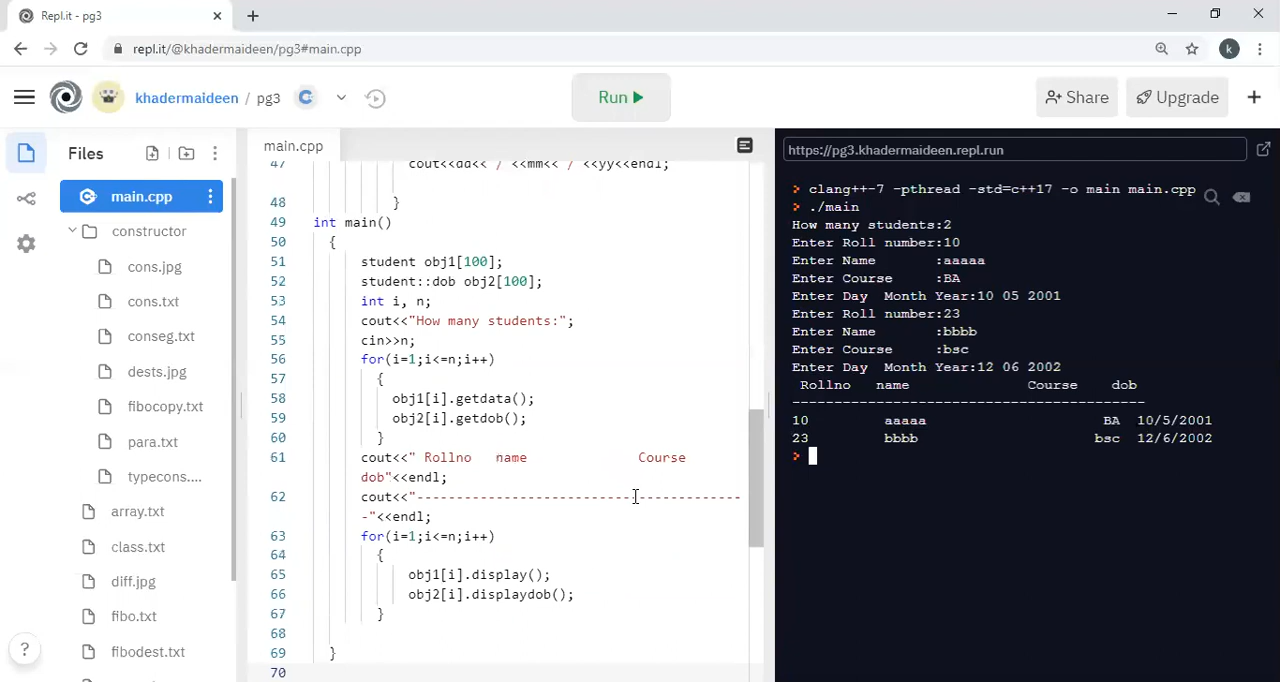 Repl.it - pg3
repl.it/@khadermaideen/pg3#main.cpp
k
khadermaideen / pg3
Run
Share
Upgrade
Files
main.cpp
constructor
cons.jpg
cons.txt
conseg.txt
dests.jpg
fibocopy.txt
para.txt
typecons....
array.txt
class.txt
diff.jpg
fibo.txt
fibodest.txt
?
main.cpp
47 cout<<dd<< / <<mm<< / <<yy<<endl;
48 }
49 int main()
50 {
51 student obj1[100];
52 student::dob obj2[100];
53 int i, n;
54 cout<<"How many students:";
55 cin>>n;
56 for(i=1;i<=n;i++)
57 {
58 obj1[i].getdata();
59 obj2[i].getdob();
60 }
61 cout<<" Rollno name Course
dob"<<endl;
62 cout<<"-----------------------------------------
-"<<endl;
63 for(i=1;i<=n;i++)
64 {
65 obj1[i].display();
66 obj2[i].displaydob();
67 }
68
69 }
70
https://pg3.khadermaideen.repl.run
> clang++-7 -pthread -std=c++17 -o main main.cpp
> ./main
How many students:2
Enter Roll number:10
Enter Name :aaaaa
Enter Course :BA
Enter Day Month Year:10 05 2001
Enter Roll number:23
Enter Name :bbbb
Enter Course :bsc
Enter Day Month Year:12 06 2002
Rollno name Course dob
------------------------------------------
10 aaaaa BA 10/5/2001
23 bbbb bsc 12/6/2002
>